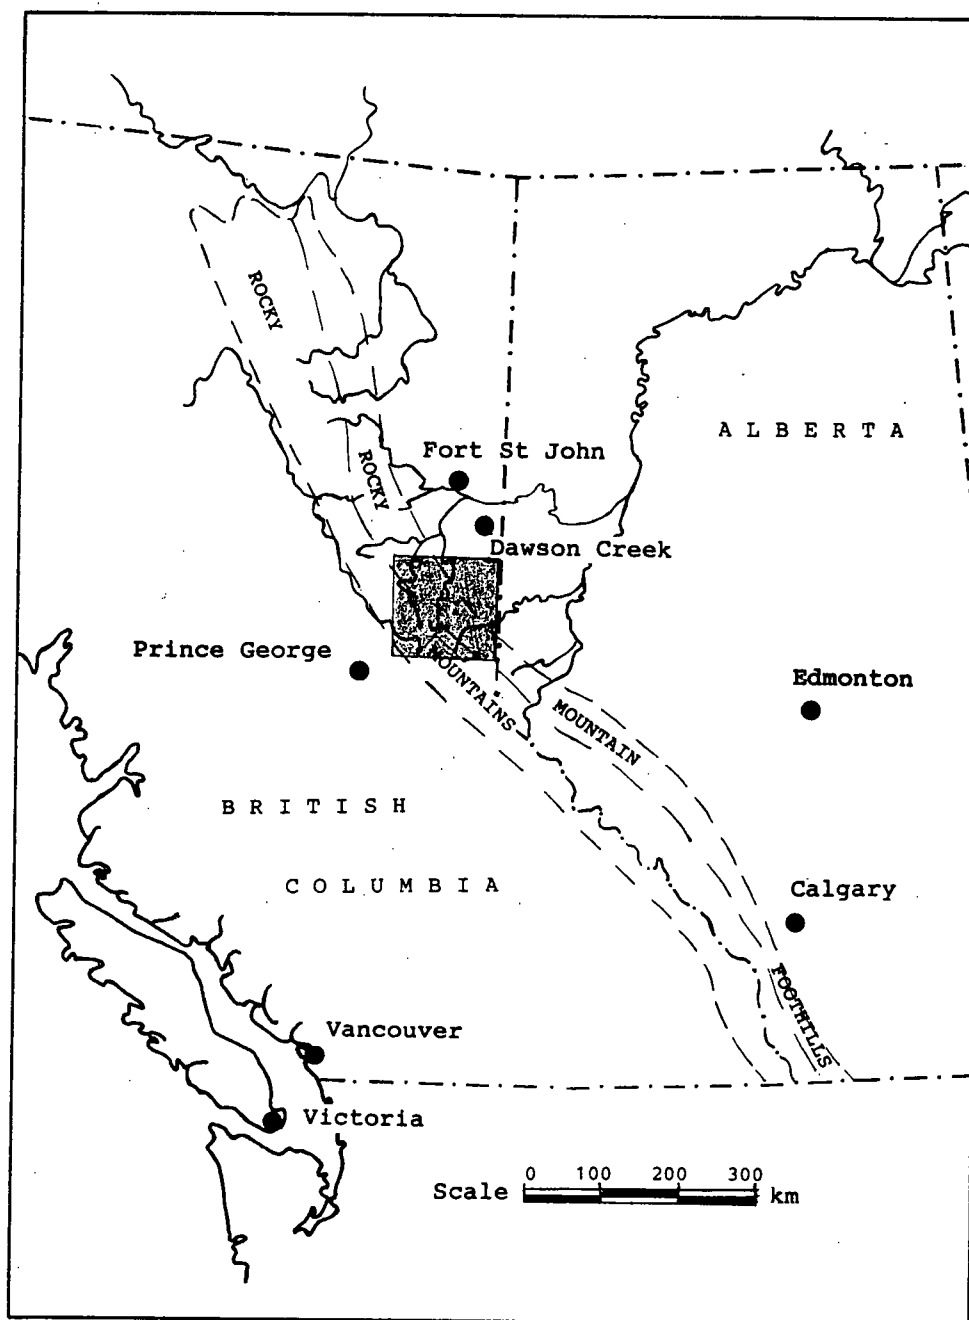 ROCKY
ALBERTA
Fort St John
ROCKY
Dawson Creek
Prince George
MOUNTAINS
Edmonton
MOUNTAIN
BRITISH
COLUMBIA
Calgary
FOOTHILLS
Vancouver
Victoria
0 100 200 300
Scale km